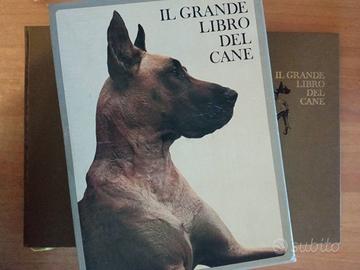 IL GRANDE
LIBRO
DEL
CANE
IL GRANDE
LIBRO
DEL
CANE
subito